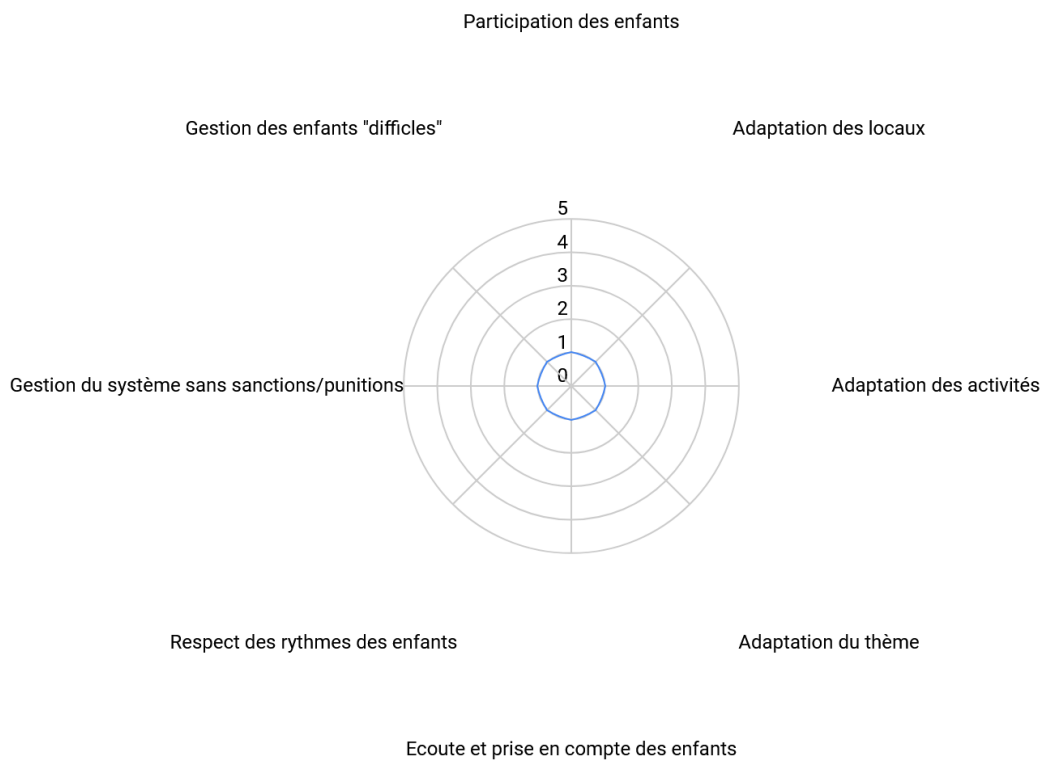 Participation des enfants
Gestion des enfants "difficles"
Adaptation des locaux
5
4
3
2
1
0
Gestion du système sans sanctions/punitions
Adaptation des activités
Respect des rythmes des enfants
Adaptation du thème
Ecoute et prise en compte des enfants